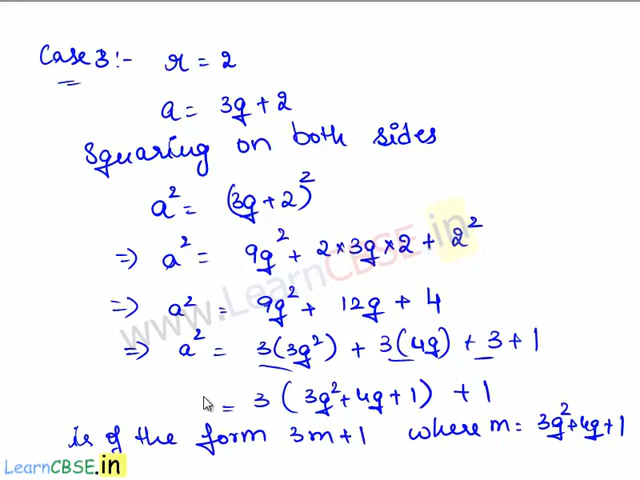 Case 3:- r = 2
a = 3q + 2
Squaring on both sides
a² = (3q + 2)²
⇒ a² = 9q² + 2×3q×2 + 2²
⇒ a² = 9q² + 12q + 4
www.LearnCBSE.in
⇒ a² = 3(3q²) + 3(4q) + 3 + 1
= 3(3q² + 4q + 1) + 1
is of the form 3m+1 where m = 3q²+4q+1
LearnCBSE.in